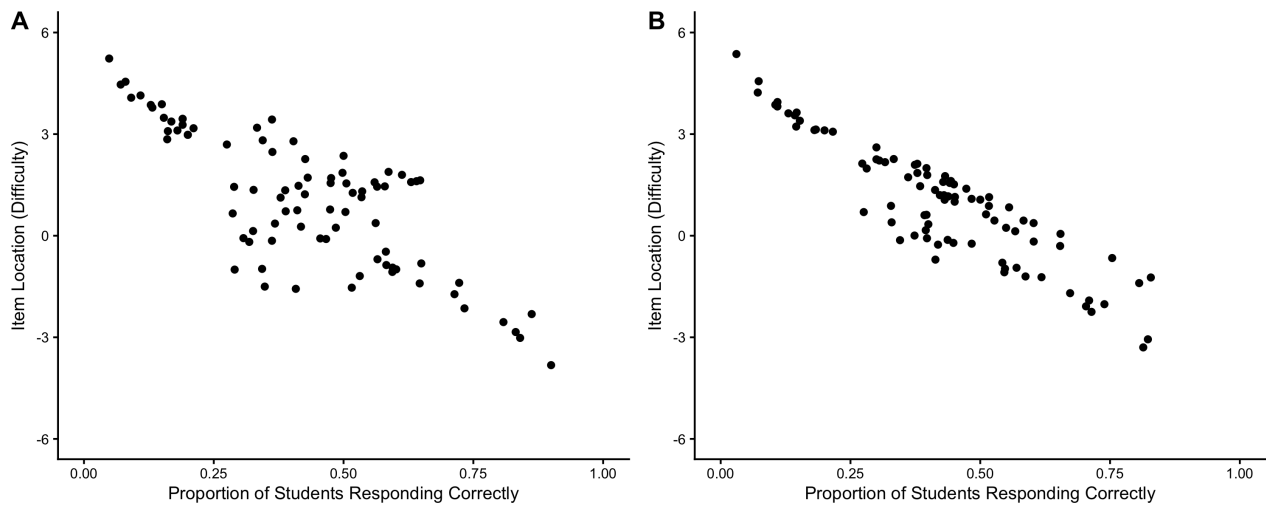 A
Item Location (Difficulty)
6
3
0
-3
-6
0.00 0.25 0.50 0.75 1.00
Proportion of Students Responding Correctly
B
Item Location (Difficulty)
6
3
0
-3
-6
0.00 0.25 0.50 0.75 1.00
Proportion of Students Responding Correctly